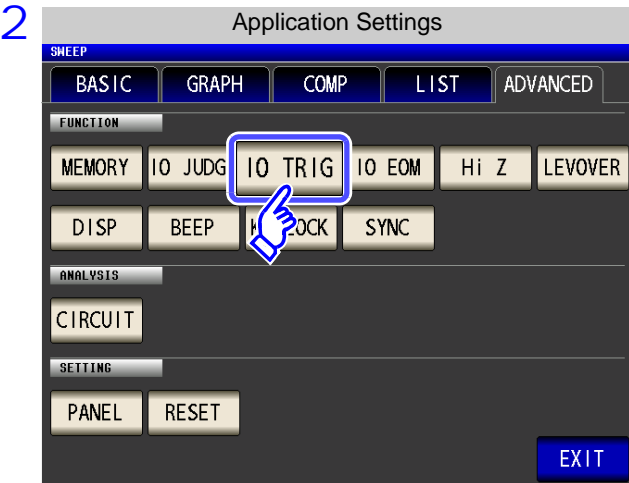 2
Application Settings
SWEEP
BASIC GRAPH COMP LIST ADVANCED
FUNCTION
MEMORY IO JUDG IO TRIG IO EOM Hi Z LEVOVER
DISP BEEP SYNC
ANALYSIS
CIRCUIT
SETTING
PANEL RESET
EXIT